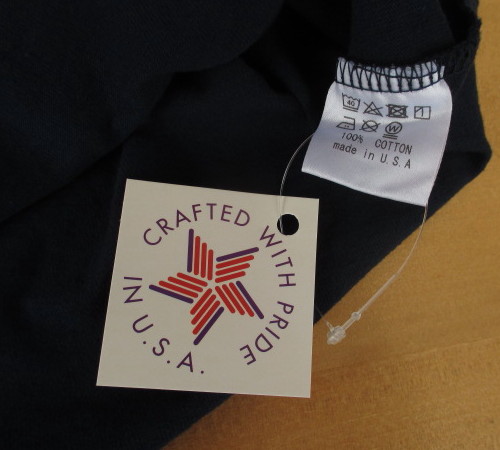 CRAFTED WITH PRIDE
IN U.S.A.
40
100% COTTON
made in U.S.A
W